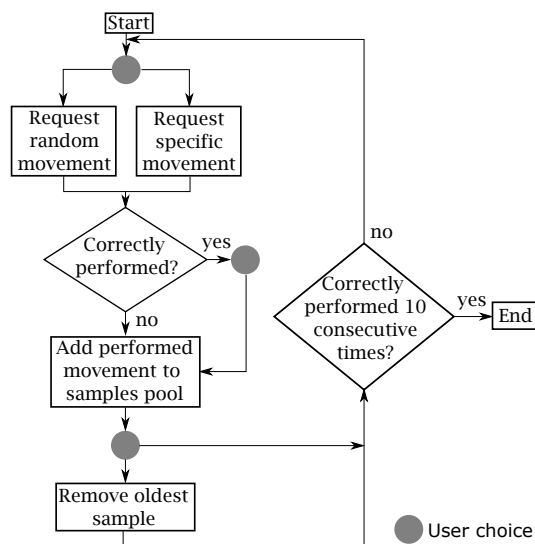 Start
Request
random
movement
Request
specific
movement
Correctly
performed?
yes
no
Add performed
movement to
samples pool
Remove oldest
sample
no
Correctly
performed 10
consecutive
times?
yes
End
User choice